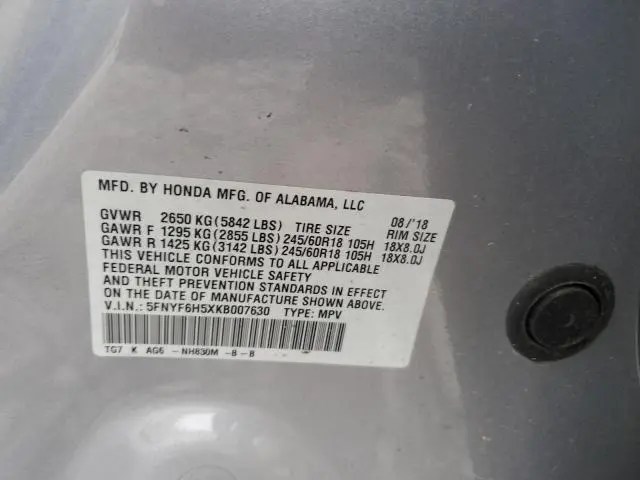 MFD. BY HONDA MFG. OF ALABAMA, LLC
GVWR 2650 KG (5842 LBS) TIRE SIZE 08/'18 RIM SIZE
GAWR F 1295 KG (2855 LBS) 245/60R18 105H 18X8.0J
GAWR R 1425 KG (3142 LBS) 245/60R18 105H 18X8.0J
THIS VEHICLE CONFORMS TO ALL APPLICABLE
FEDERAL MOTOR VEHICLE SAFETY
AND THEFT PREVENTION STANDARDS IN EFFECT
ON THE DATE OF MANUFACTURE SHOWN ABOVE.
V.I.N.: 5FNYF6H5XKB007630 TYPE: MPV
TG7 K AG6 -NH830M -B-B